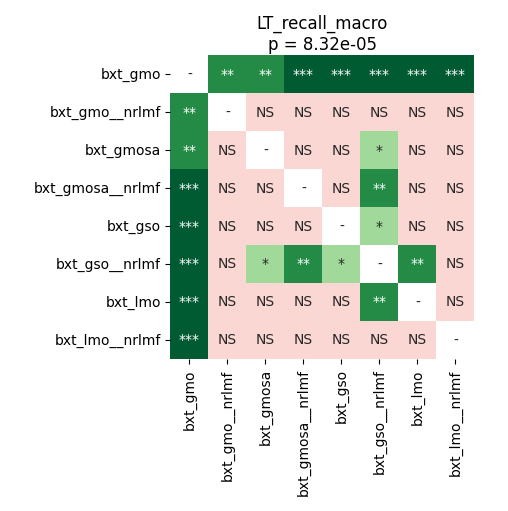 LT_recall_macro
p = 8.32e-05
bxt_gmo - ** ** *** *** *** *** ***
bxt_gmo__nrlmf ** - NS NS NS NS NS NS
bxt_gmosa ** NS - NS NS * NS NS
bxt_gmosa__nrlmf *** NS NS - NS ** NS NS
bxt_gso *** NS NS NS - * NS NS
bxt_gso__nrlmf *** NS * ** * - ** NS
bxt_lmo *** NS NS NS NS ** - NS
bxt_lmo__nrlmf *** NS NS NS NS NS NS -
bxt_gmo
bxt_gmo__nrlmf
bxt_gmosa
bxt_gmosa__nrlmf
bxt_gso
bxt_gso__nrlmf
bxt_lmo
bxt_lmo__nrlmf